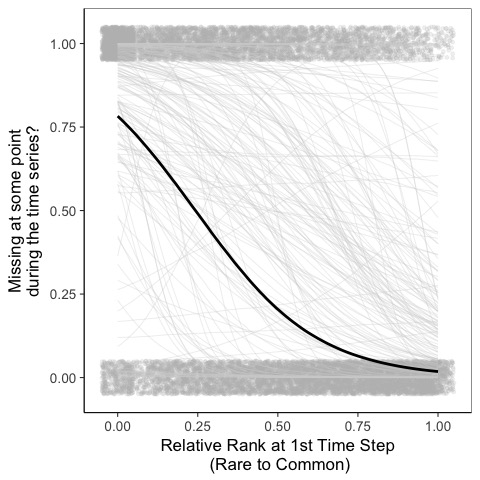 Missing at some point
during the time series?
1.00
0.75
0.50
0.25
0.00
0.00 0.25 0.50 0.75 1.00
Relative Rank at 1st Time Step
(Rare to Common)